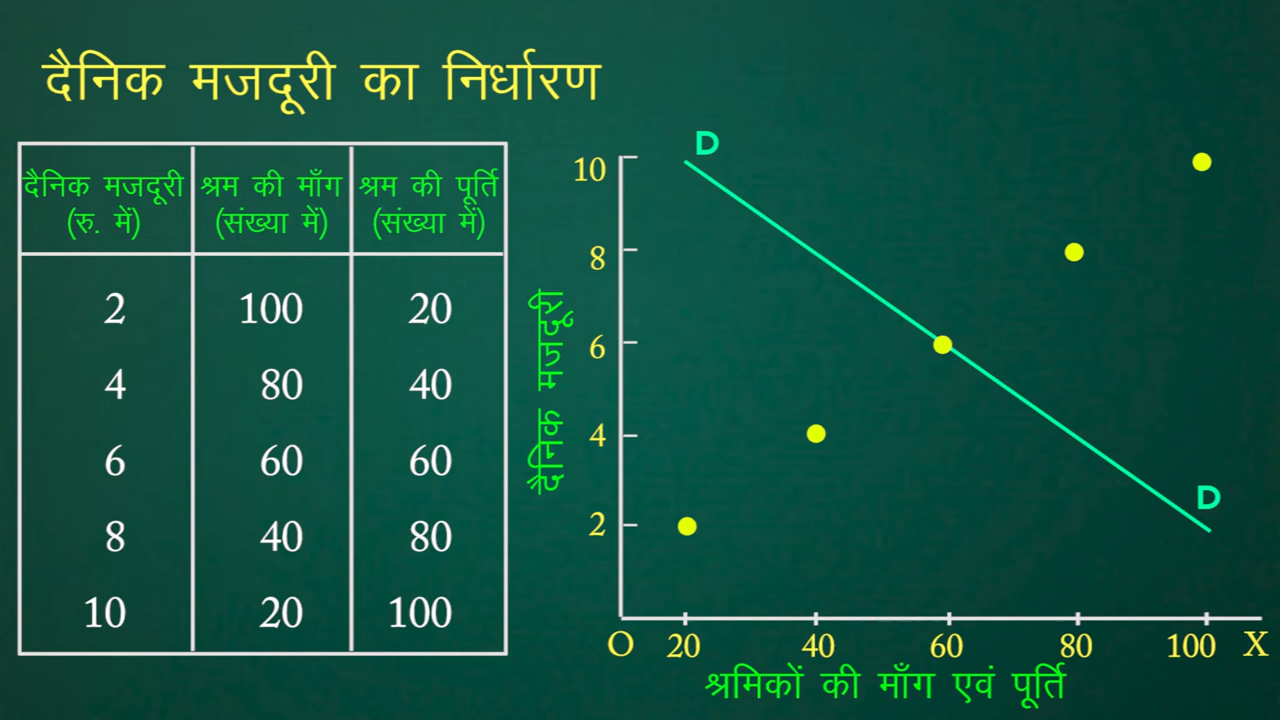 दैनिक मजदूरी का निर्धारण
दैनिक मजदूरी श्रम की माँग श्रम की पूर्ति
(रु. में) (संख्या में) (संख्या में)
2 100 20
4 80 40
6 60 60
8 40 80
10 20 100
D
10
8
6
4
2
दैनिक मजदूरी
D
O 20 40 60 80 100 X
श्रमिकों की माँग एवं पूर्ति